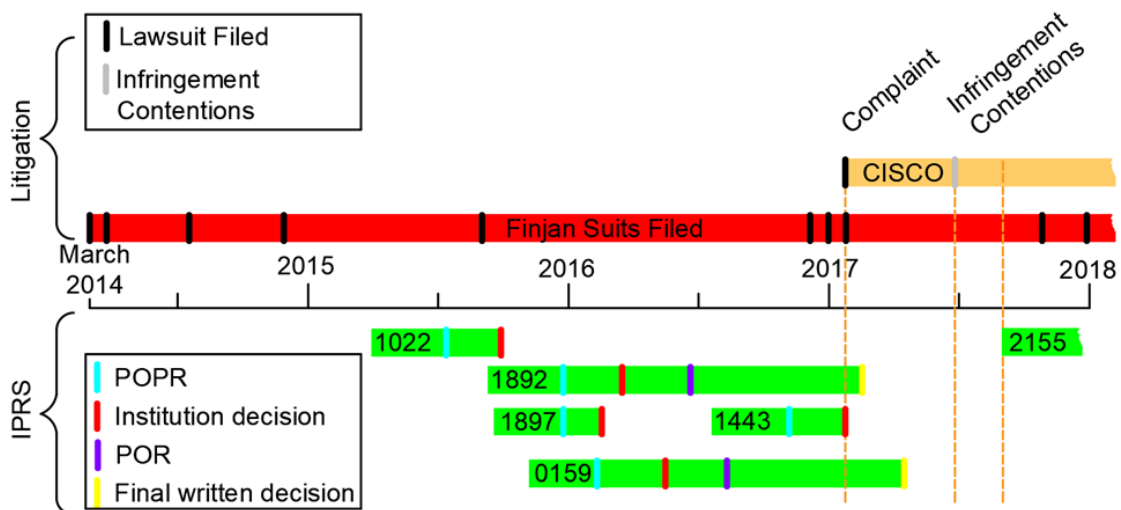 Litigation
Lawsuit Filed
Infringement
Contentions
Complaint
Infringement
Contentions
CISCO
Finjan Suits Filed
March
2014
2015
2016
2017
2018
IPRS
POPR
Institution decision
POR
Final written decision
1022
2155
1892
1897
1443
0159